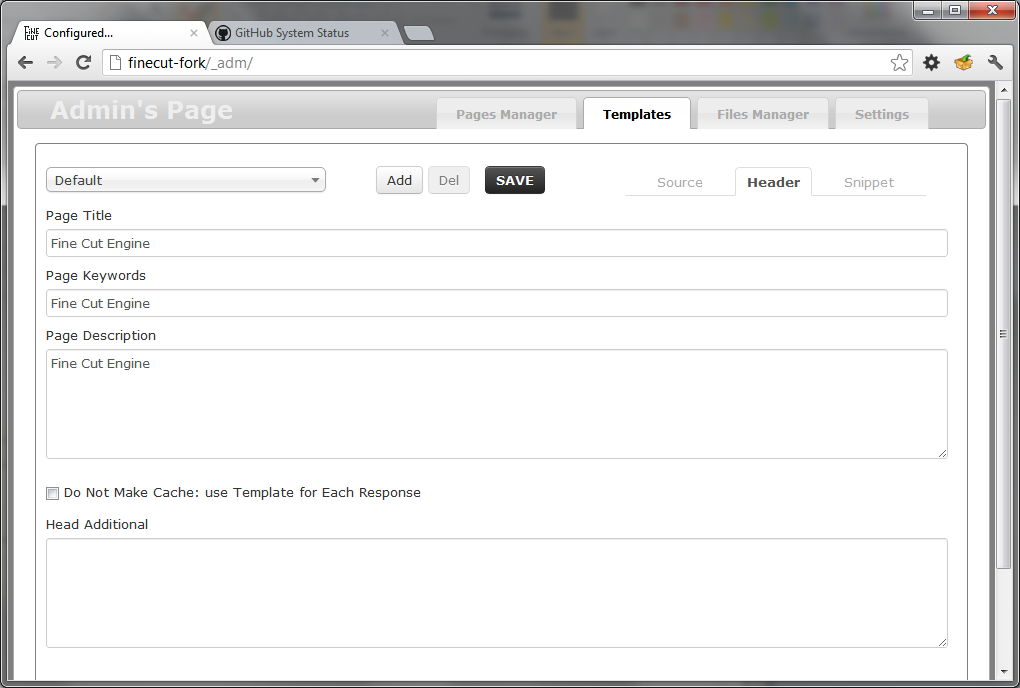 FINE CUT Configured...
GitHub System Status
finecut-fork/_adm/
Admin's Page
Pages Manager
Templates
Files Manager
Settings
Default
Add
Del
SAVE
Source
Header
Snippet
Page Title
Fine Cut Engine
Page Keywords
Fine Cut Engine
Page Description
Fine Cut Engine
Do Not Make Cache: use Template for Each Response
Head Additional